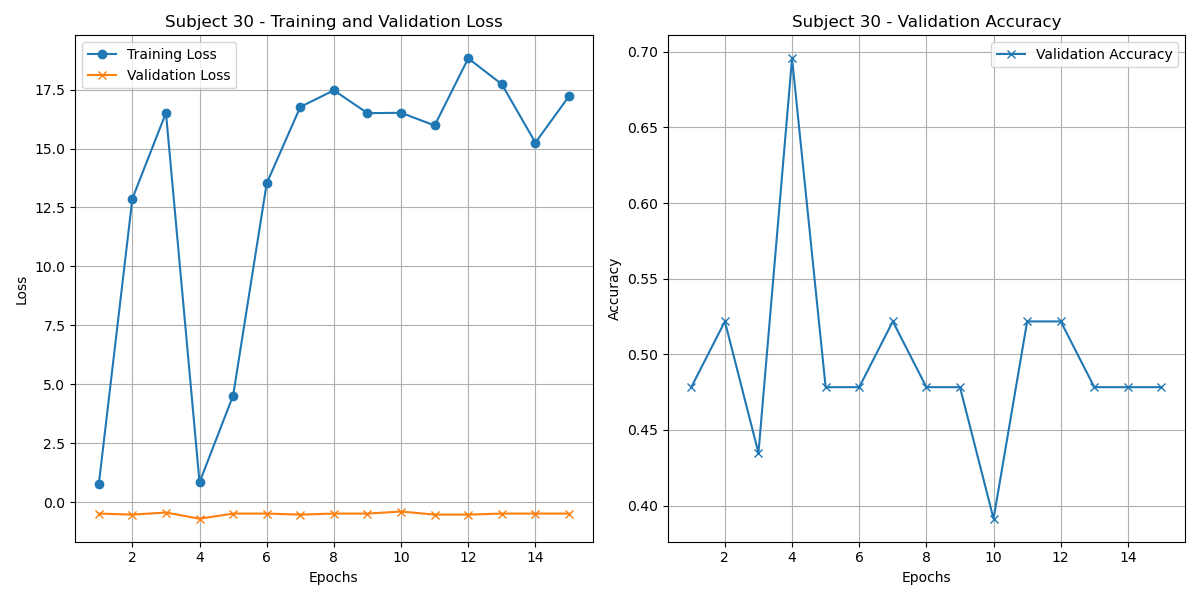 Subject 30 - Training and Validation Loss
Training Loss
Validation Loss
17.5
15.0
12.5
10.0
7.5
5.0
2.5
0.0
Loss
2 4 6 8 10 12 14
Epochs
Subject 30 - Validation Accuracy
Validation Accuracy
0.70
0.65
0.60
0.55
0.50
0.45
0.40
Accuracy
2 4 6 8 10 12 14
Epochs